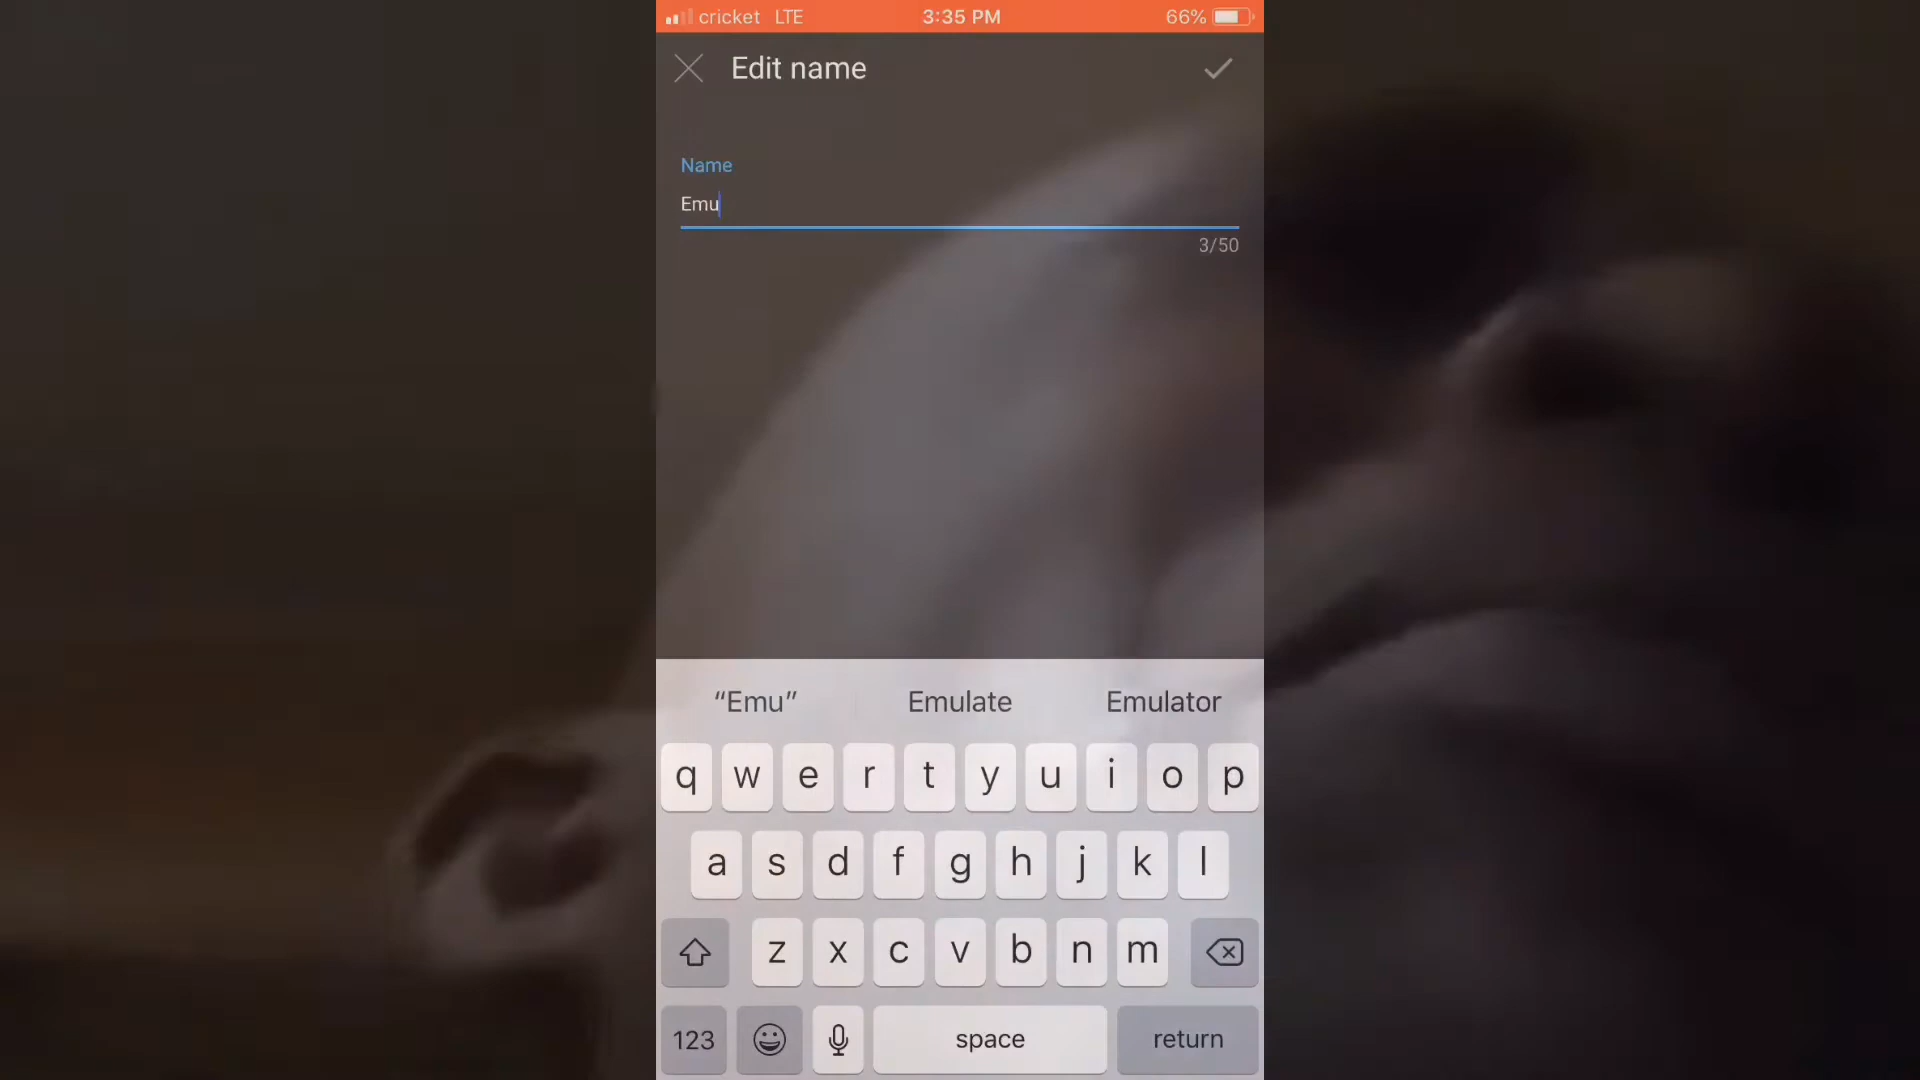 cricket LTE 3:35 PM 66%
Edit name
Name
Emu
3/50
“Emu” Emulate Emulator
q w e r t y u i o p
a s d f g h j k l
z x c v b n m
123 space return